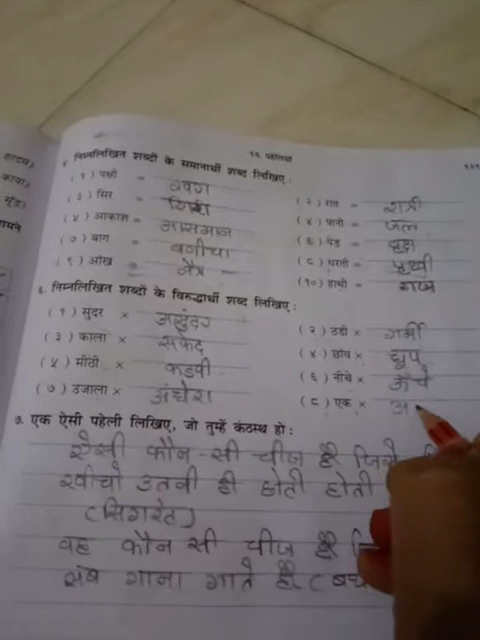 १९. पहेलियाँ
५. निम्नलिखित शब्दों के समानार्थी शब्द लिखिए :
(१) पक्षी =
(२) रात = रात्री
(३) सिर =
(४) पानी = जल
(५) आकाश = आसमान
(६) पेड = वृक्ष
(७) बाग = बगीचा
(८) धरती = पृथ्वी
(९) आँख = नेत्र
(१०) हाथी = गज
६. निम्नलिखित शब्दों के विरुद्धार्थी शब्द लिखिए :
(१) सुंदर × असुंदर
(२) ठंडी × गर्मी
(३) काला × सफेद
(४) छाँव × धूप
(५) मीठी × कडवी
(६) नीचे × ऊँचे
(७) उजाला × अंधेरा
(८) एक × अ
७. एक ऐसी पहेली लिखिए, जो तुम्हें कंठस्थ हो :
ऐसी कौन-सी चीज है
खींचो उतनी ही छोती होती
(सिगरेट)
वह कौन सी चीज है
सब गाना गाते है (